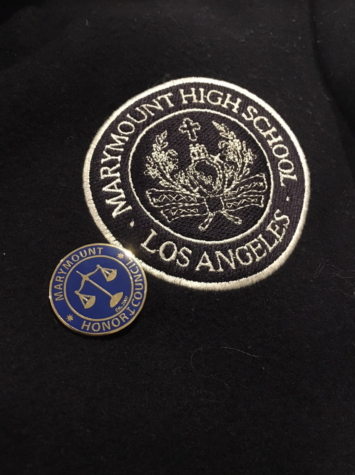 MARYMOUNT HIGH SCHOOL
· LOS ANGELES ·
MARYMOUNT
HONOR COUNCIL